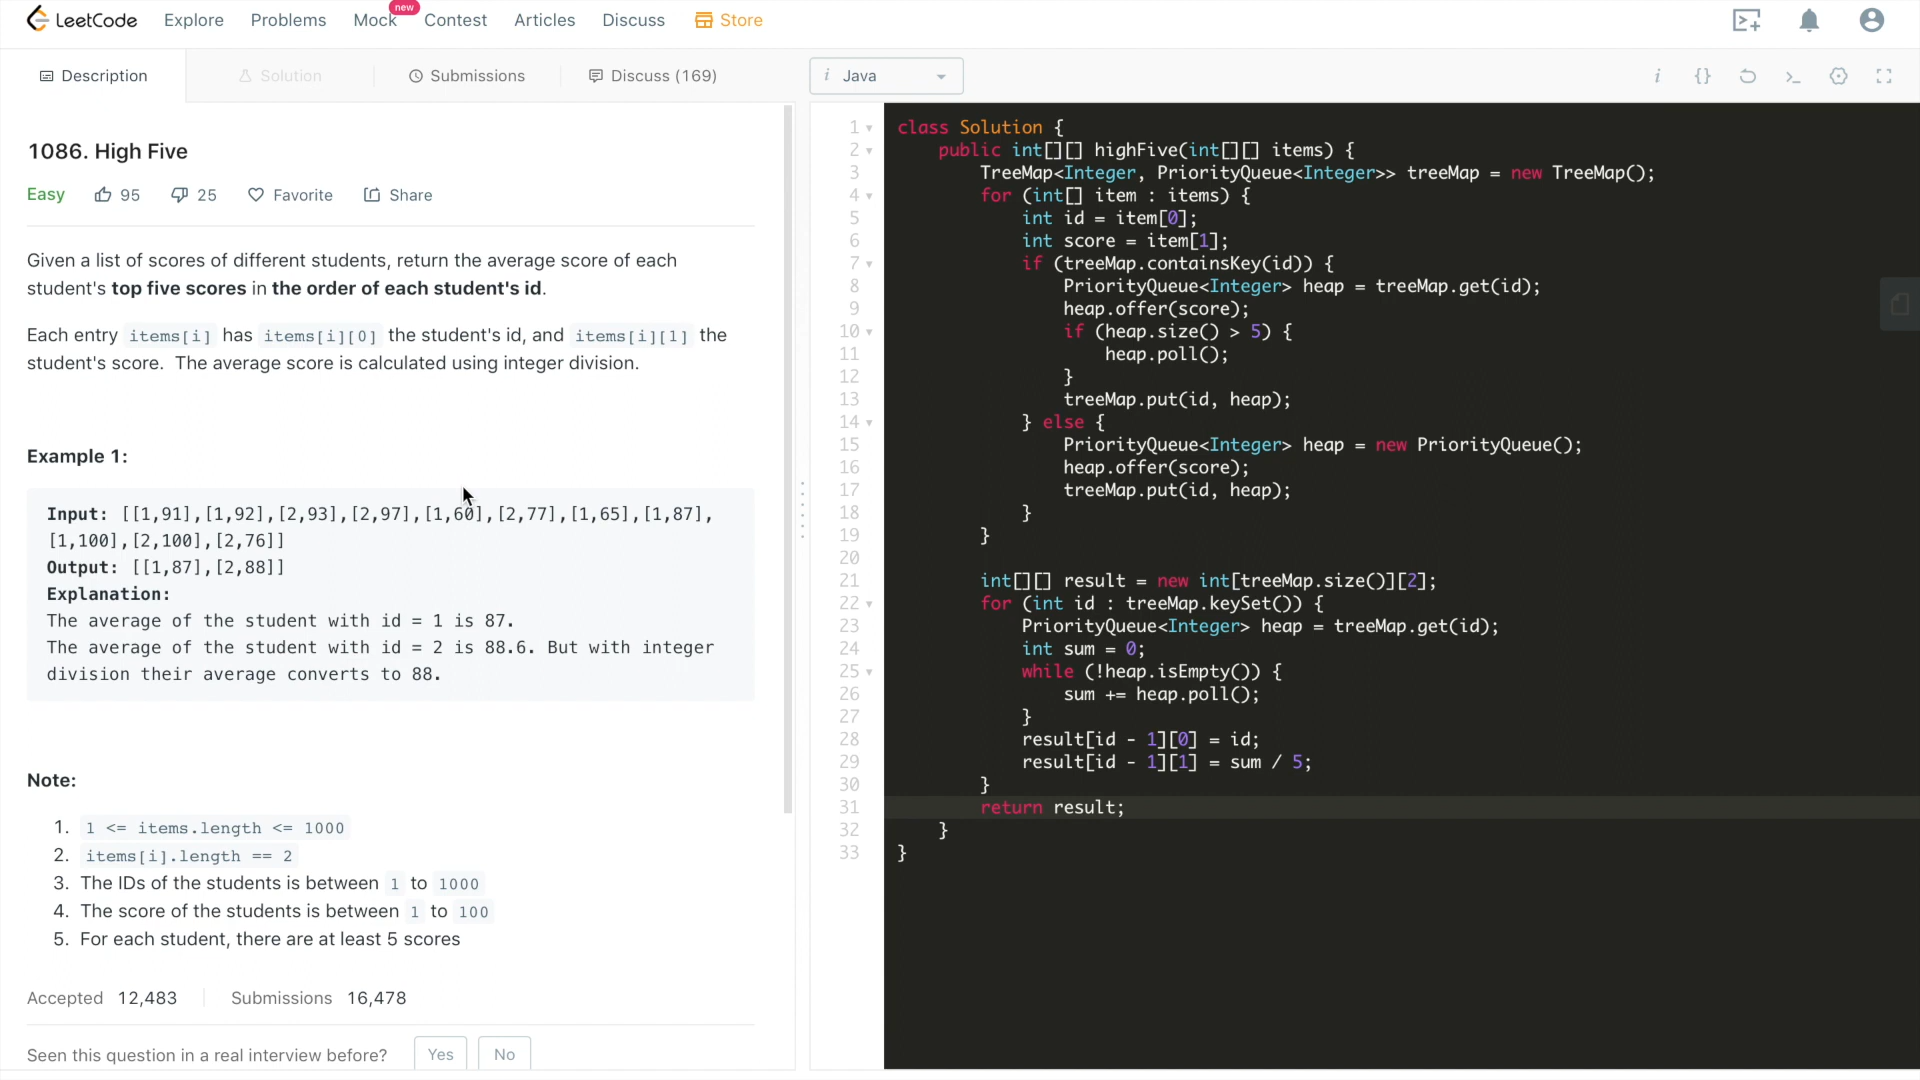 LeetCode Explore Problems Mock new Contest Articles Discuss Store
Description Solution Submissions Discuss (169)
i Java
1086. High Five
Easy 95 25 Favorite Share
Given a list of scores of different students, return the average score of each
student's top five scores in the order of each student's id.
Each entry items[i] has items[i][0] the student's id, and items[i][1] the
student's score.  The average score is calculated using integer division.
Example 1:
Input: [[1,91],[1,92],[2,93],[2,97],[1,60],[2,77],[1,65],[1,87],
[1,100],[2,100],[2,76]]
Output: [[1,87],[2,88]]
Explanation:
The average of the student with id = 1 is 87.
The average of the student with id = 2 is 88.6. But with integer
division their average converts to 88.
Note:
1. 1 <= items.length <= 1000
2. items[i].length == 2
3. The IDs of the students is between 1 to 1000
4. The score of the students is between 1 to 100
5. For each student, there are at least 5 scores
Accepted 12,483 Submissions 16,478
Seen this question in a real interview before? Yes No
1 class Solution {
2     public int[][] highFive(int[][] items) {
3         TreeMap<Integer, PriorityQueue<Integer>> treeMap = new TreeMap();
4         for (int[] item : items) {
5             int id = item[0];
6             int score = item[1];
7             if (treeMap.containsKey(id)) {
8                 PriorityQueue<Integer> heap = treeMap.get(id);
9                 heap.offer(score);
10                 if (heap.size() > 5) {
11                     heap.poll();
12                 }
13                 treeMap.put(id, heap);
14             } else {
15                 PriorityQueue<Integer> heap = new PriorityQueue();
16                 heap.offer(score);
17                 treeMap.put(id, heap);
18             }
19         }
20
21         int[][] result = new int[treeMap.size()][2];
22         for (int id : treeMap.keySet()) {
23             PriorityQueue<Integer> heap = treeMap.get(id);
24             int sum = 0;
25             while (!heap.isEmpty()) {
26                 sum += heap.poll();
27             }
28             result[id - 1][0] = id;
29             result[id - 1][1] = sum / 5;
30         }
31         return result;
32     }
33 }